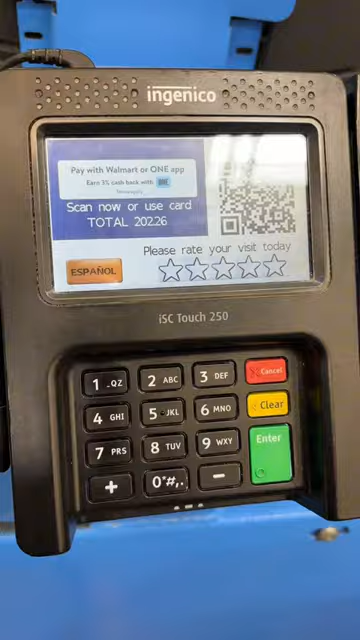 ingenico
Pay with Walmart or ONE app
Earn 3% cash back with ONE
Scan now or use card
TOTAL 202.26
Please rate your visit today
ESPAÑOL
iSC Touch 250
1 .QZ
2 ABC
3 DEF
Cancel
4 GHI
5 JKL
6 MNO
Clear
7 PRS
8 TUV
9 WXY
Enter
+
0*#,.
-